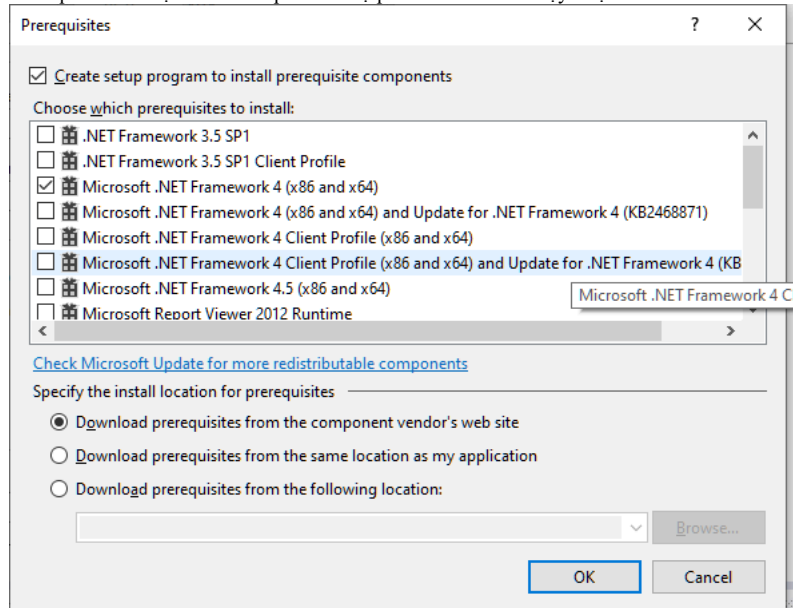 Prerequisites
? ×
Create setup program to install prerequisite components
Choose which prerequisites to install:
.NET Framework 3.5 SP1
.NET Framework 3.5 SP1 Client Profile
Microsoft .NET Framework 4 (x86 and x64)
Microsoft .NET Framework 4 (x86 and x64) and Update for .NET Framework 4 (KB2468871)
Microsoft .NET Framework 4 Client Profile (x86 and x64)
Microsoft .NET Framework 4 Client Profile (x86 and x64) and Update for .NET Framework 4 (KB
Microsoft .NET Framework 4.5 (x86 and x64)
Microsoft .NET Framework 4 C
Microsoft Report Viewer 2012 Runtime
Check Microsoft Update for more redistributable components
Specify the install location for prerequisites
Download prerequisites from the component vendor's web site
Download prerequisites from the same location as my application
Download prerequisites from the following location:
Browse...
OK
Cancel